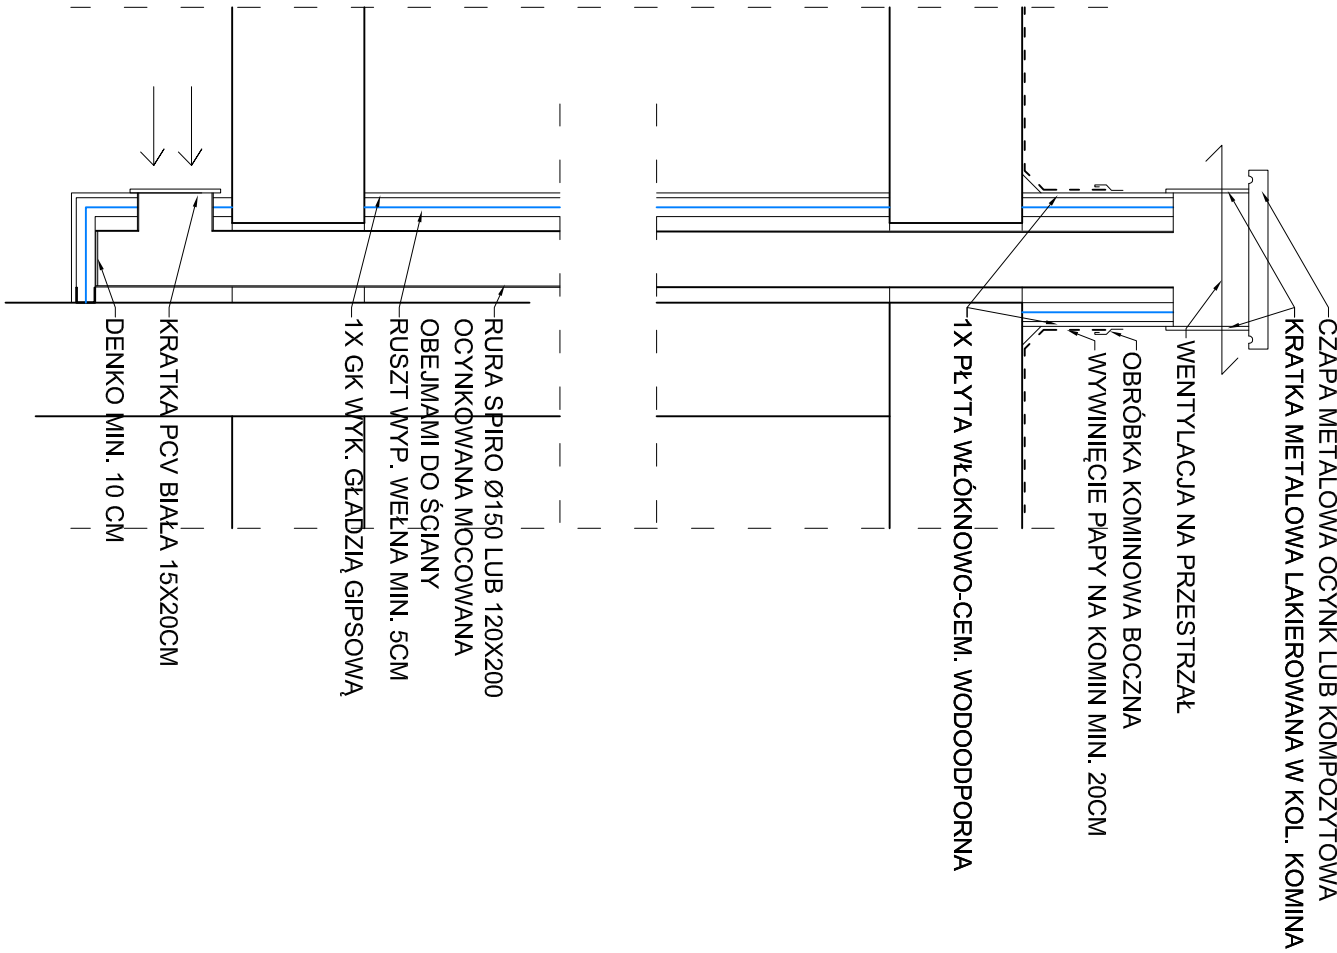 CZAPA METALOWA OCYNK LUB KOMPOZYTOWA
KRATKA METALOWA LAKIEROWANA W KOL. KOMINA
WENTYLACJA NA PRZESTRZAŁ
OBRÓBKA KOMINOWA BOCZNA
WYWINIĘCIE PAPY NA KOMIN MIN. 20CM
1X PŁYTA WŁÓKNOWO-CEM. WODOODPORNA
RURA SPIRO Ø150 LUB 120X200
OCYNKOWANA MOCOWANA
OBEJMAMI DO ŚCIANY
RUSZT WYP. WEŁNA MIN. 5CM
1X GK WYK. GŁADZIĄ GIPSOWĄ
KRATKA PCV BIAŁA 15X20CM
DENKO MIN. 10 CM